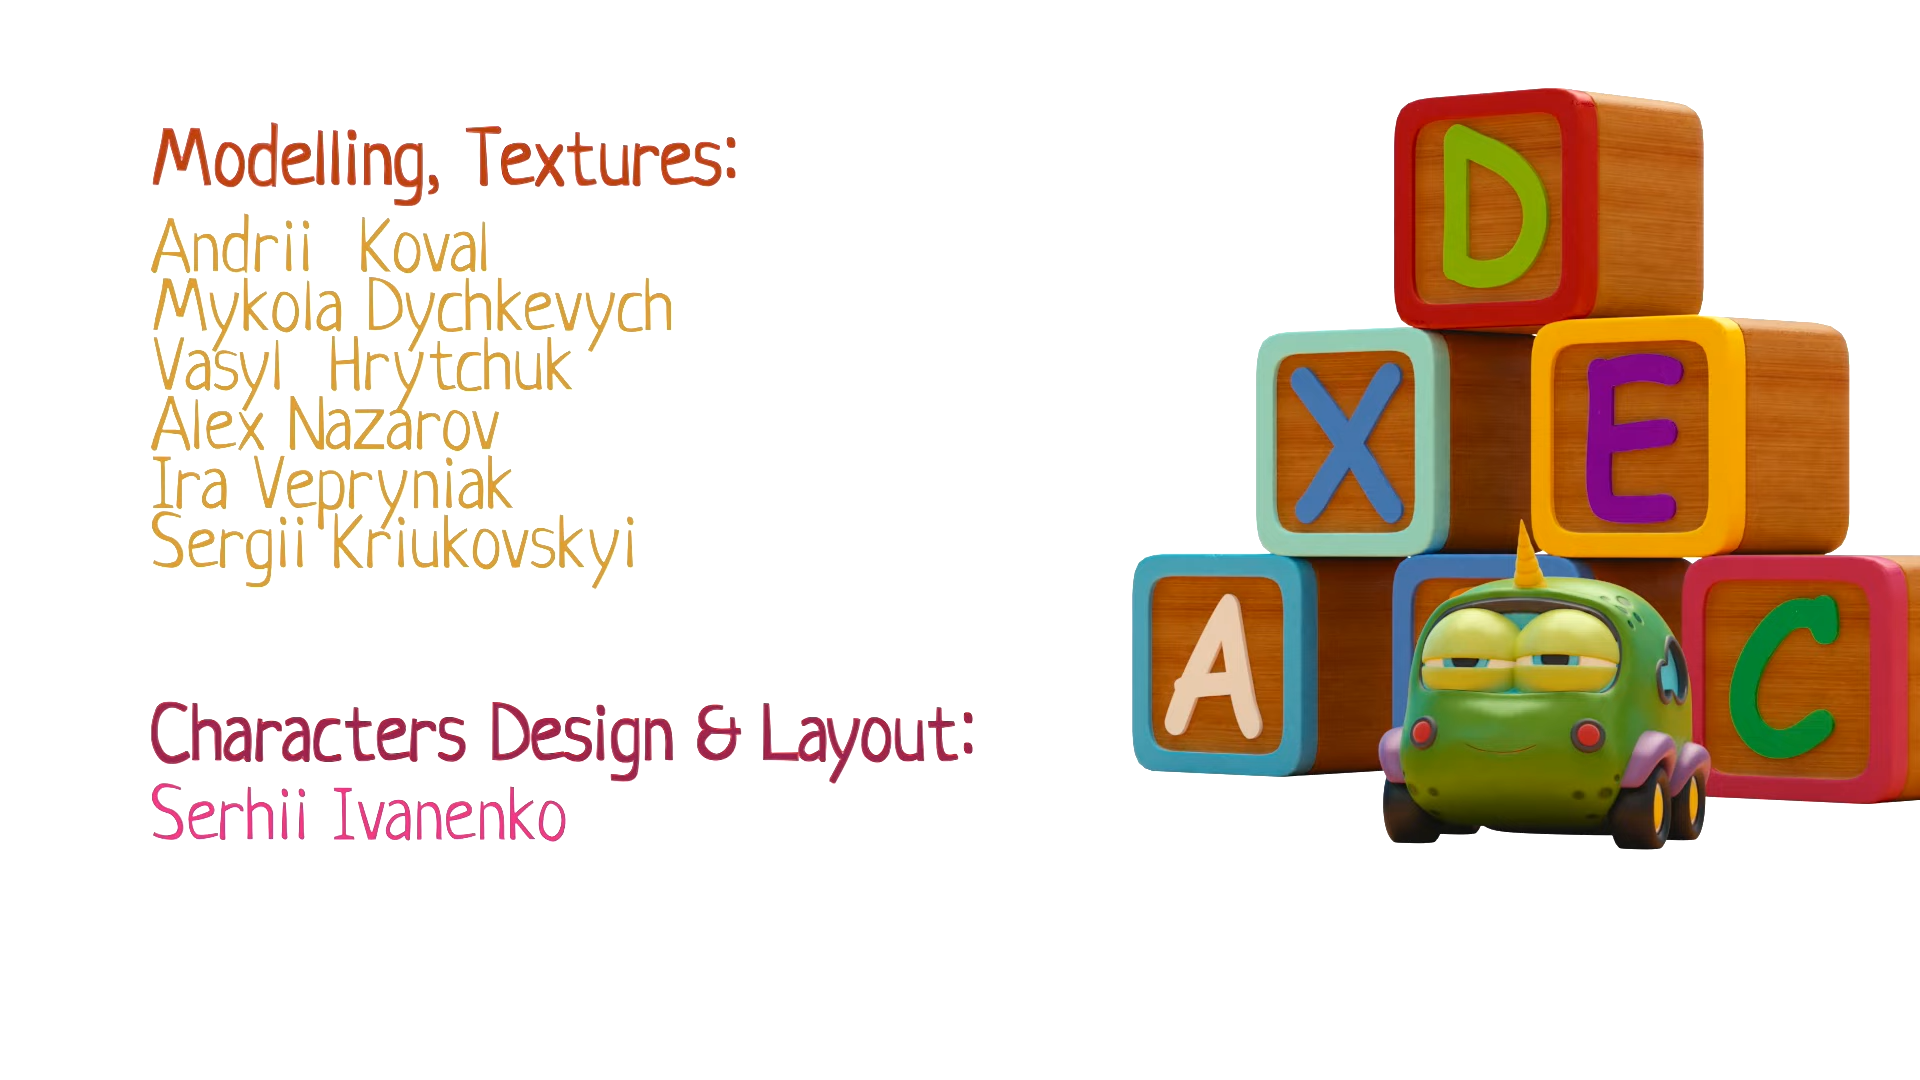 Modelling, Textures:
Andrii Koval
Mykola Dychkevych
Vasyl Hrytchuk
Alex Nazarov
Ira Vepryniak
Sergii Kriukovskyi
Characters Design & Layout:
Serhii Ivanenko
D
X E
A C